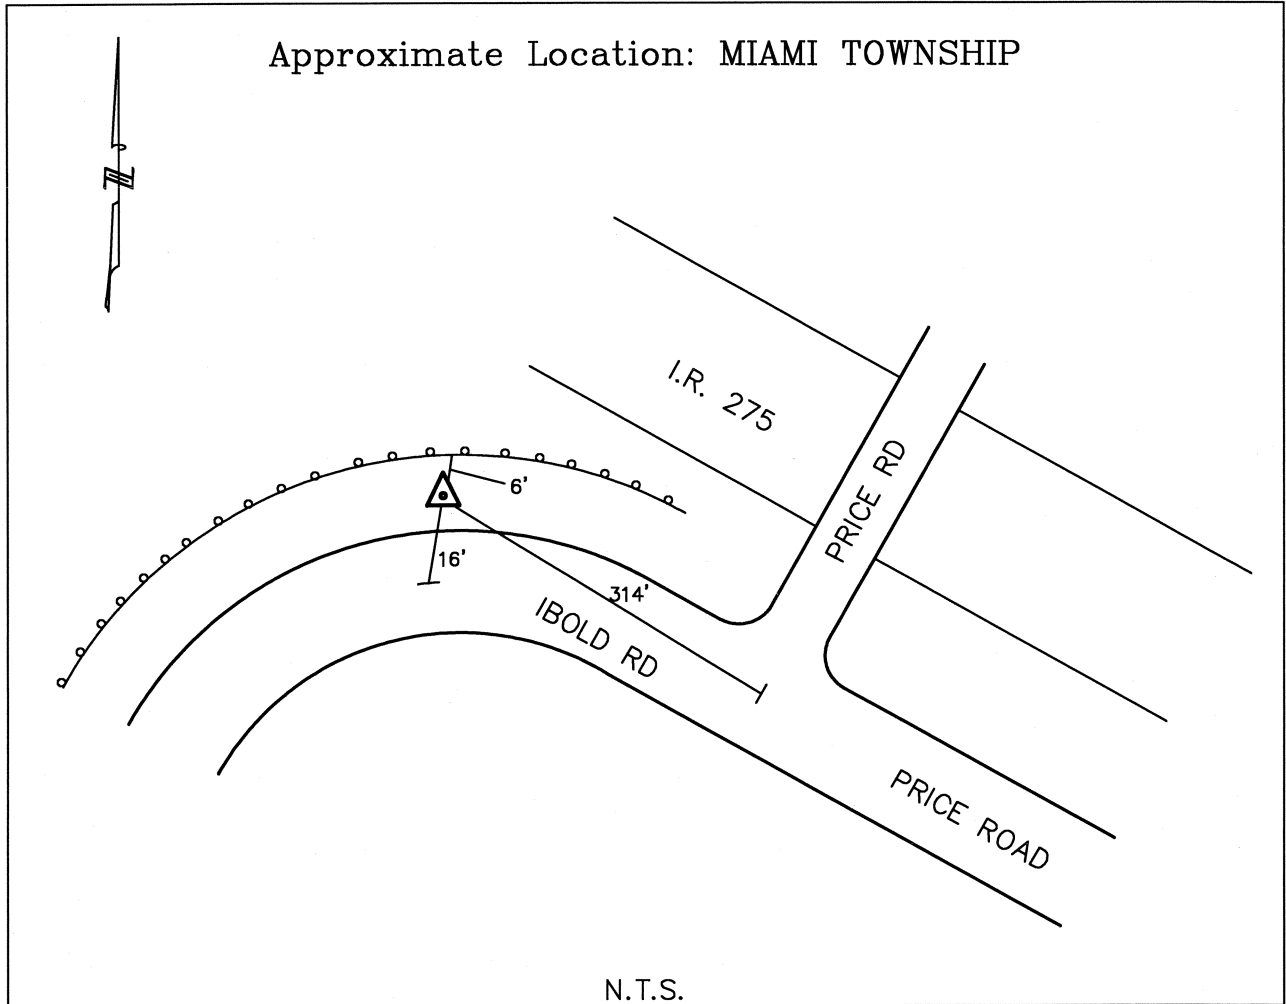 Approximate Location: MIAMI TOWNSHIP
N
I.R. 275
PRICE RD
6'
16'
314'
IBOLD RD
PRICE ROAD
N.T.S.